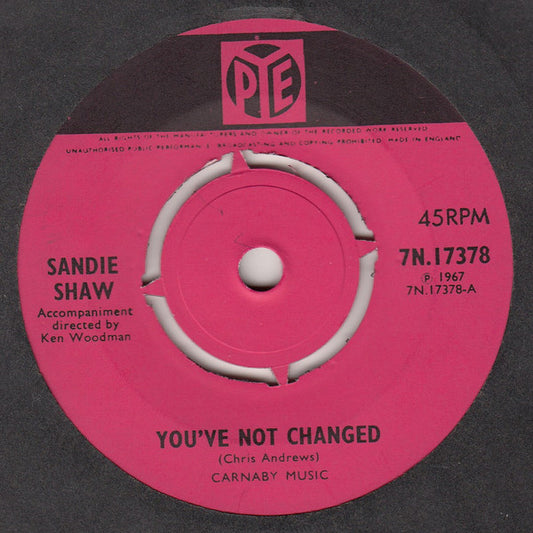 PYE
ALL RIGHTS OF THE MANUFACTURERS AND OWNER OF THE RECORDED WORK RESERVED
UNAUTHORISED PUBLIC PERFORMANCE BROADCASTING AND COPYING PROHIBITED. MADE IN ENGLAND
45RPM
SANDIE
SHAW
Accompaniment
directed by
Ken Woodman
7N.17378
℗ 1967
7N.17378-A
YOU'VE NOT CHANGED
(Chris Andrews)
CARNABY MUSIC